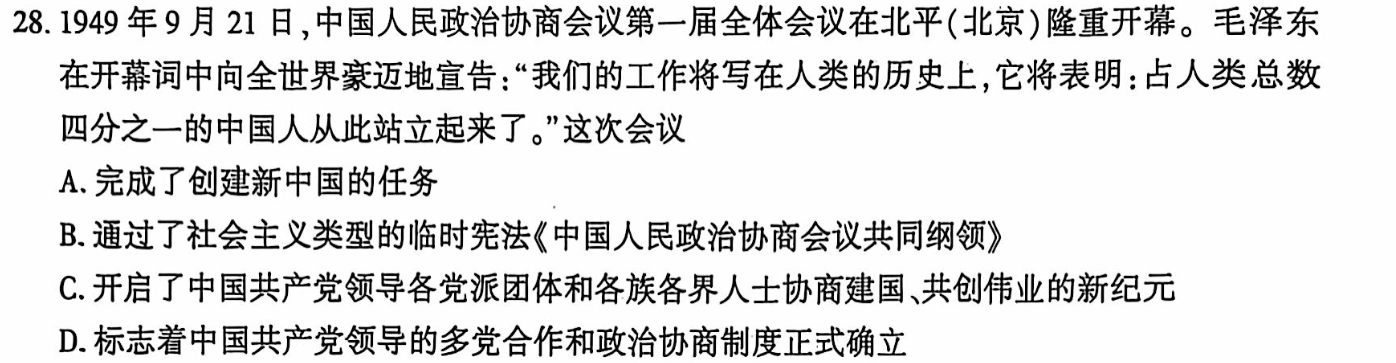 28. 1949 年 9 月 21 日,中国人民政治协商会议第一届全体会议在北平(北京)隆重开幕。毛泽东
在开幕词中向全世界豪迈地宣告:“我们的工作将写在人类的历史上,它将表明:占人类总数
四分之一的中国人从此站立起来了。”这次会议
A. 完成了创建新中国的任务
B. 通过了社会主义类型的临时宪法《中国人民政治协商会议共同纲领》
C. 开启了中国共产党领导各党派团体和各族各界人士协商建国、共创伟业的新纪元
D. 标志着中国共产党领导的多党合作和政治协商制度正式确立